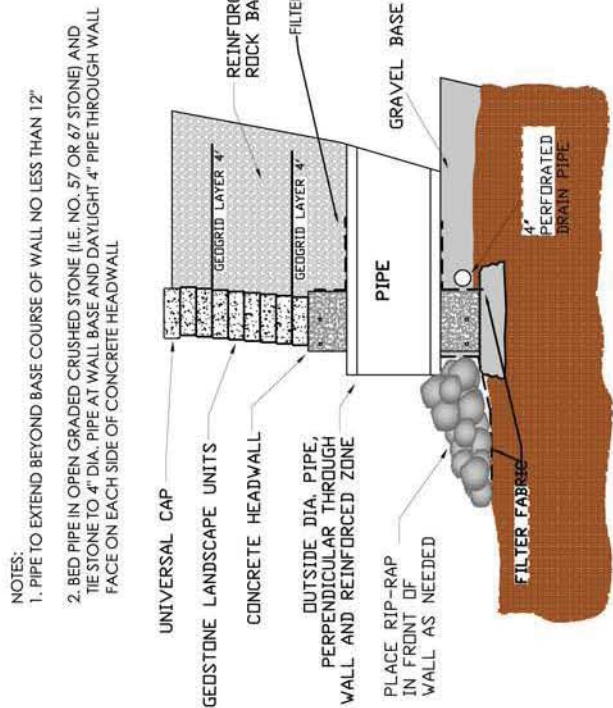 NOTES:
1. PIPE TO EXTEND BEYOND BASE COURSE OF WALL NO LESS THAN 12"
2. BED PIPE IN OPEN GRADED CRUSHED STONE (I.E. NO. 57 OR 67 STONE) AND
TIE STONE TO 4" DIA. PIPE AT WALL BASE AND DAYLIGHT 4" PIPE THROUGH WALL
FACE ON EACH SIDE OF CONCRETE HEADWALL
UNIVERSAL CAP
GEOSTONE LANDSCAPE UNITS
CONCRETE HEADWALL
OUTSIDE DIA. PIPE,
PERPENDICULAR THROUGH
WALL AND REINFORCED ZONE
PLACE RIP-RAP
IN FRONT OF
WALL AS NEEDED
FILTER FABRIC
GEOGRID LAYER 4'
GEOGRID LAYER 4'
PIPE
4"
PERFORATED
DRAIN PIPE
ROCK
GRAVEL BASE